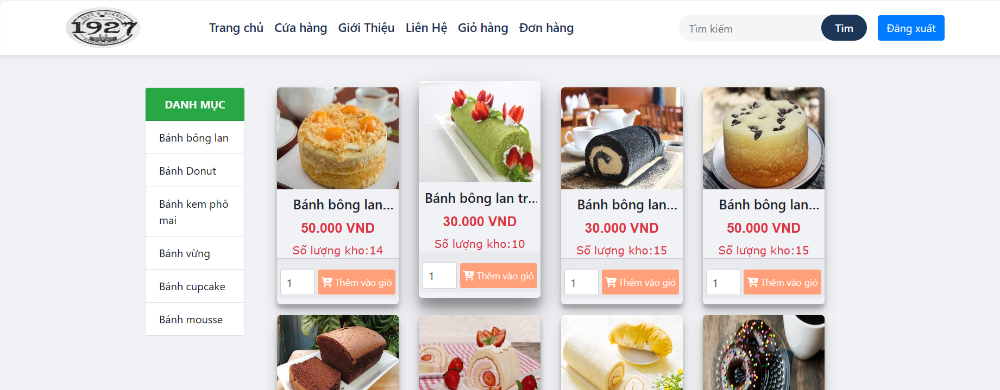 CAFÉ & BAKERY
1927
RICHMOND, VIRGINIA
Trang chủ
Cửa hàng
Giới Thiệu
Liên Hệ
Giỏ hàng
Đơn hàng
Tìm kiếm
Tìm
Đăng xuất
DANH MỤC
Bánh bông lan
Bánh Donut
Bánh kem phô
mai
Bánh vừng
Bánh cupcake
Bánh mousse
Bánh bông lan...
50.000 VND
Số lượng kho:14
1
Thêm vào giỏ
Bánh bông lan tr...
30.000 VND
Số lượng kho:10
1
Thêm vào giỏ
Bánh bông lan...
30.000 VND
Số lượng kho:15
1
Thêm vào giỏ
Bánh bông lan...
50.000 VND
Số lượng kho:15
1
Thêm vào giỏ